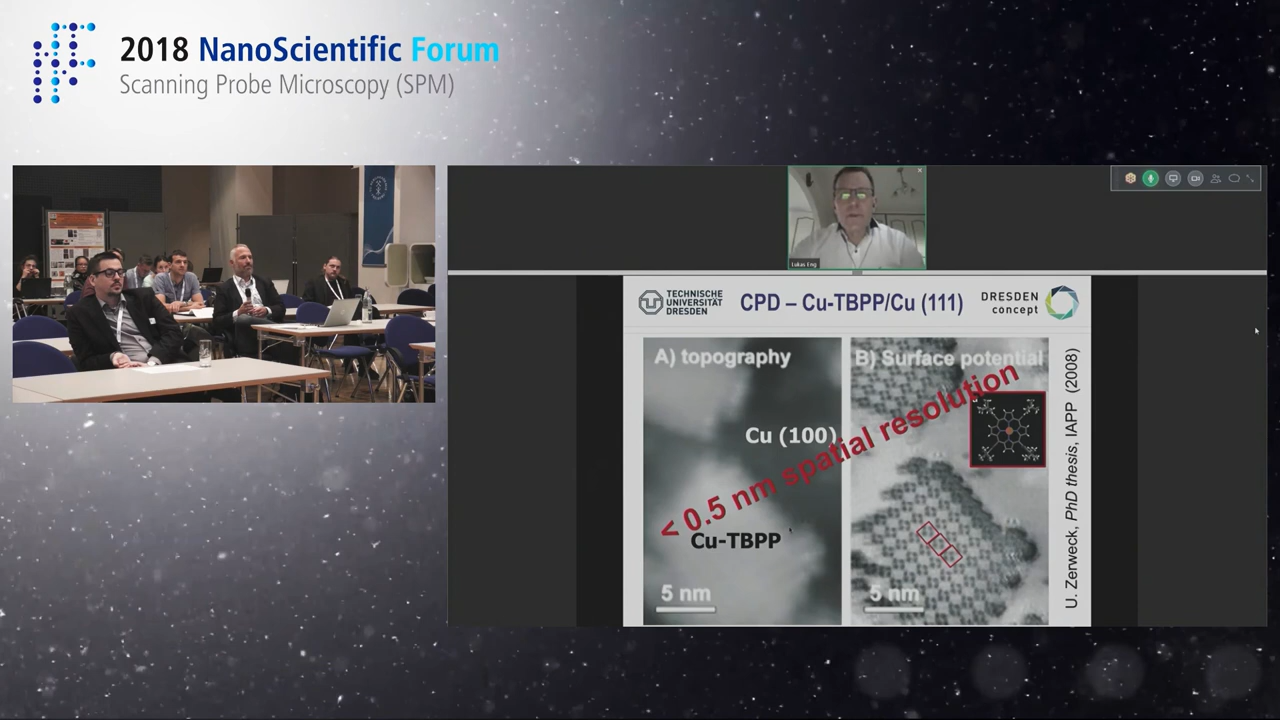 2018 NanoScientific Forum
Scanning Probe Microscopy (SPM)
Lukas Eng
TECHNISCHE
UNIVERSITÄT
DRESDEN
CPD – Cu-TBPP/Cu (111)
DRESDEN
concept
A) topography
B) Surface potential
Cu (100)
< 0.5 nm spatial resolution
Cu-TBPP
5 nm
5 nm
U. Zerweck, PhD thesis, IAPP (2008)